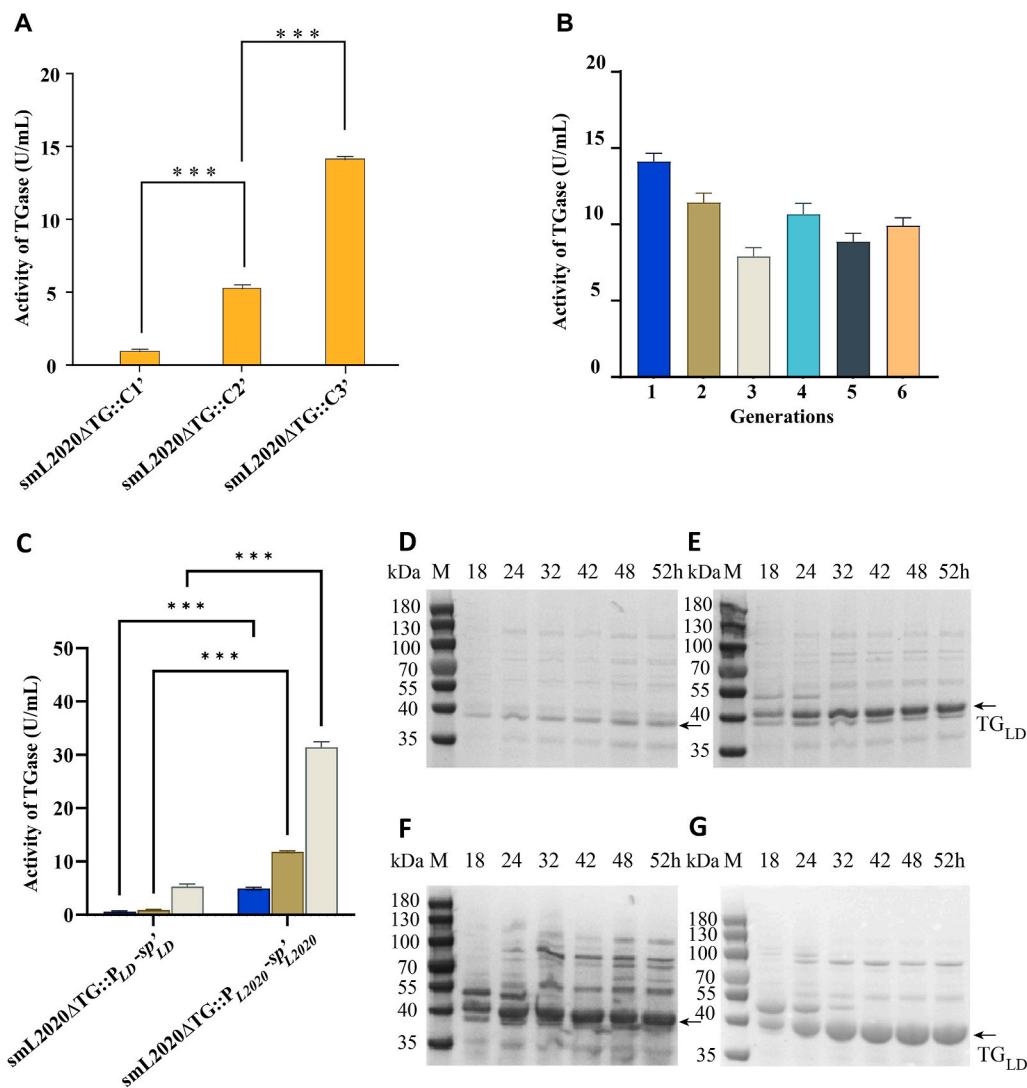 A
***
***
20
15
10
5
0
Activity of TGase (U/mL)
smL2020ΔTG::C1’
smL2020ΔTG::C2’
smL2020ΔTG::C3’
B
20
15
10
5
0
Activity of TGase (U/mL)
1 2 3 4 5 6
Generations
C
***
***
***
50
40
30
20
10
0
Activity of TGase (U/mL)
smL2020ΔTG::PLD-sp’LD
smL2020ΔTG::PL2020-sp’L2020
D
kDa M 18 24 32 42 48 52h
180
130
100
70
55
40
35
E
kDa M 18 24 32 42 48 52h
180
130
100
70
55
40
35
TGLD
F
kDa M 18 24 32 42 48 52h
180
130
100
70
55
40
35
G
kDa M 18 24 32 42 48 52h
180
130
100
70
55
40
35
TGLD